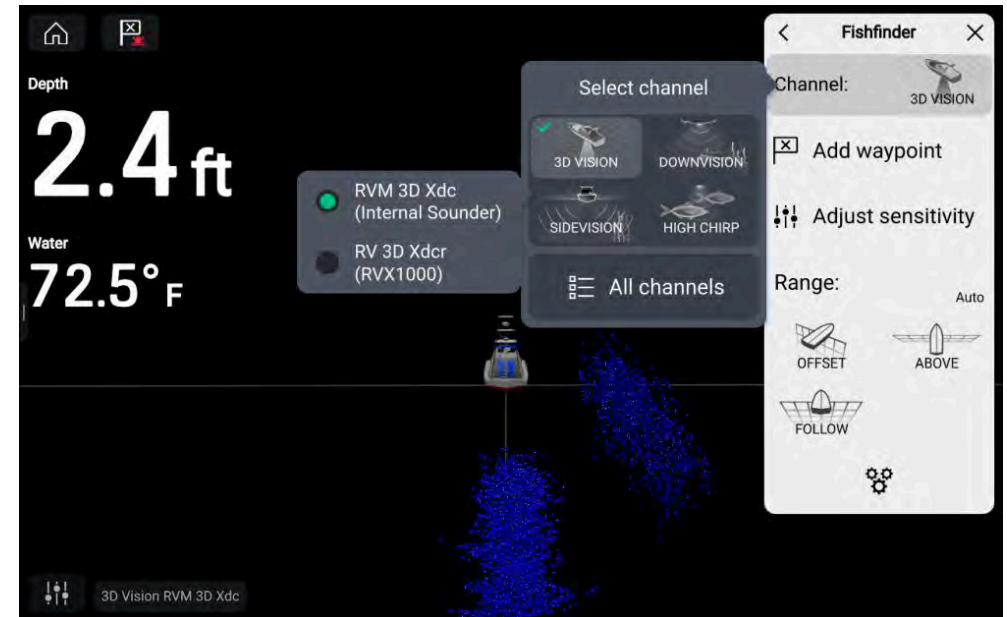 Depth
2.4 ft
Water
72.5° F
Select channel
3D VISION
DOWNVISION
SIDEVISION
HIGH CHIRP
All channels
RVM 3D Xdc
(Internal Sounder)
RV 3D Xdcr
(RVX1000)
Fishfinder
Channel:
3D VISION
Add waypoint
Adjust sensitivity
Range:
Auto
OFFSET
ABOVE
FOLLOW
3D Vision RVM 3D Xdc